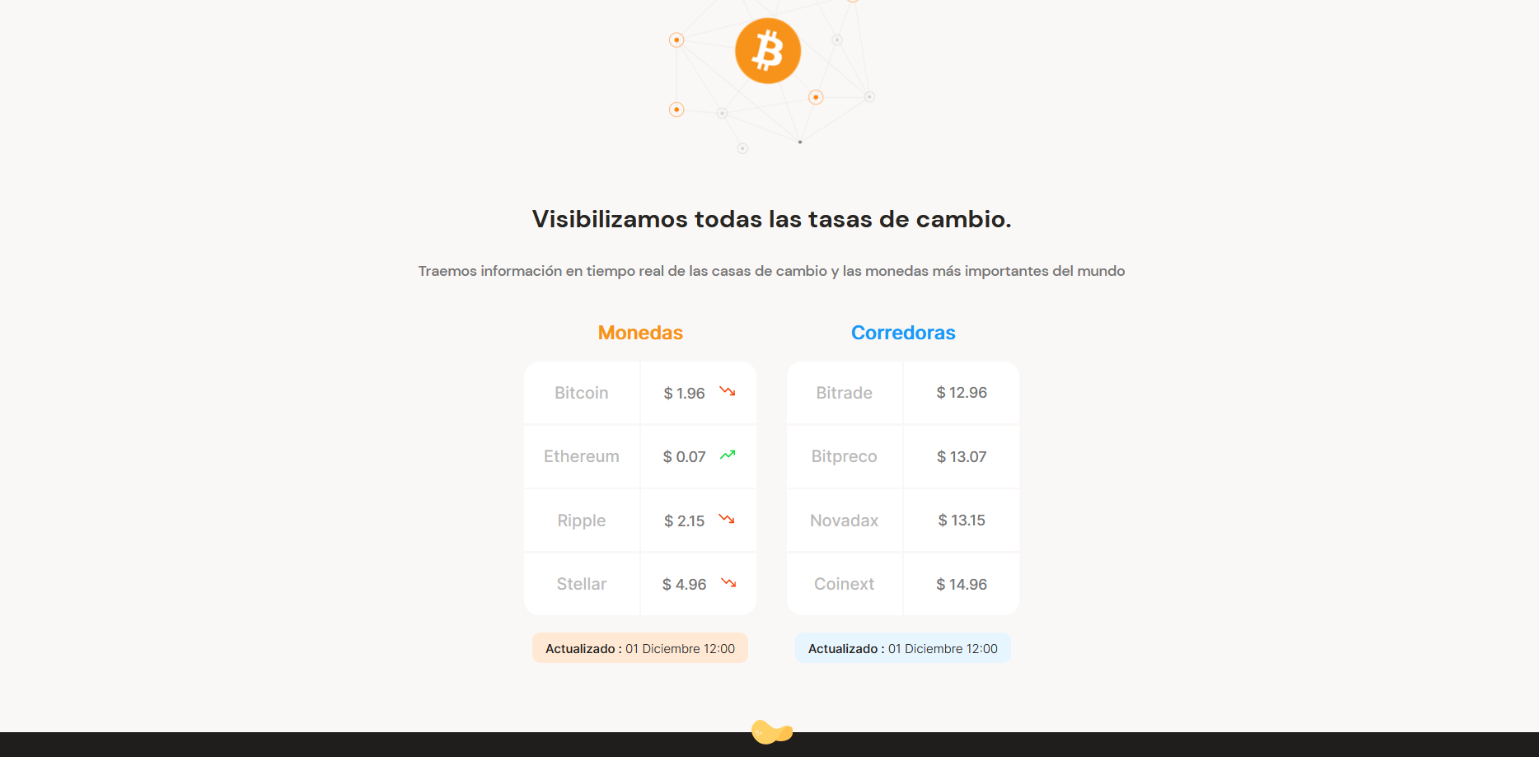 Visibilizamos todas las tasas de cambio.
Traemos información en tiempo real de las casas de cambio y las monedas más importantes del mundo
Monedas
Bitcoin $ 1.96
Ethereum $ 0.07
Ripple $ 2.15
Stellar $ 4.96
Actualizado : 01 Diciembre 12:00
Corredoras
Bitrade $ 12.96
Bitpreco $ 13.07
Novadax $ 13.15
Coinext $ 14.96
Actualizado : 01 Diciembre 12:00